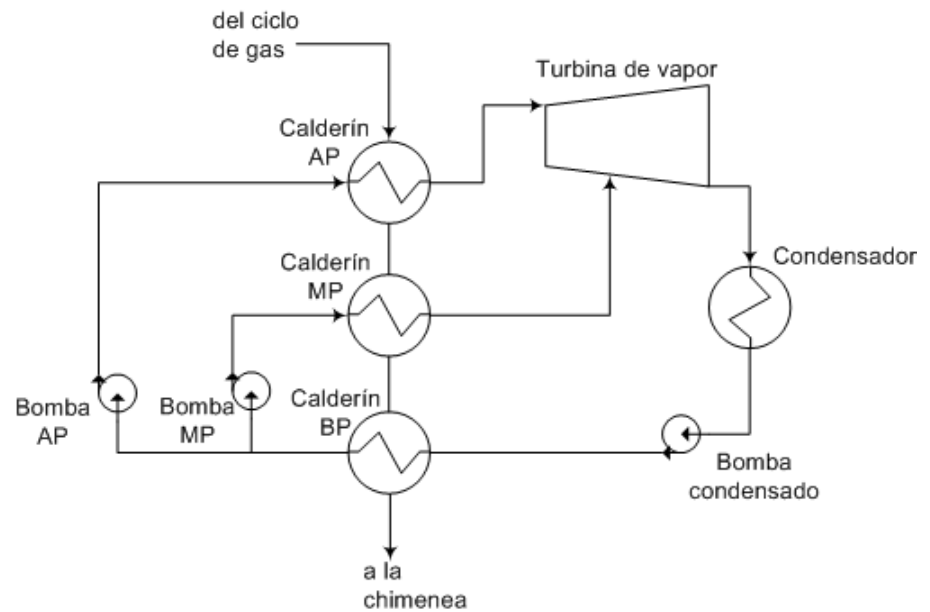 del ciclo
de gas
Turbina de vapor
Calderín
AP
Calderín
MP
Condensador
Calderín
BP
Bomba
AP
Bomba
MP
Bomba
condensado
a la
chimenea